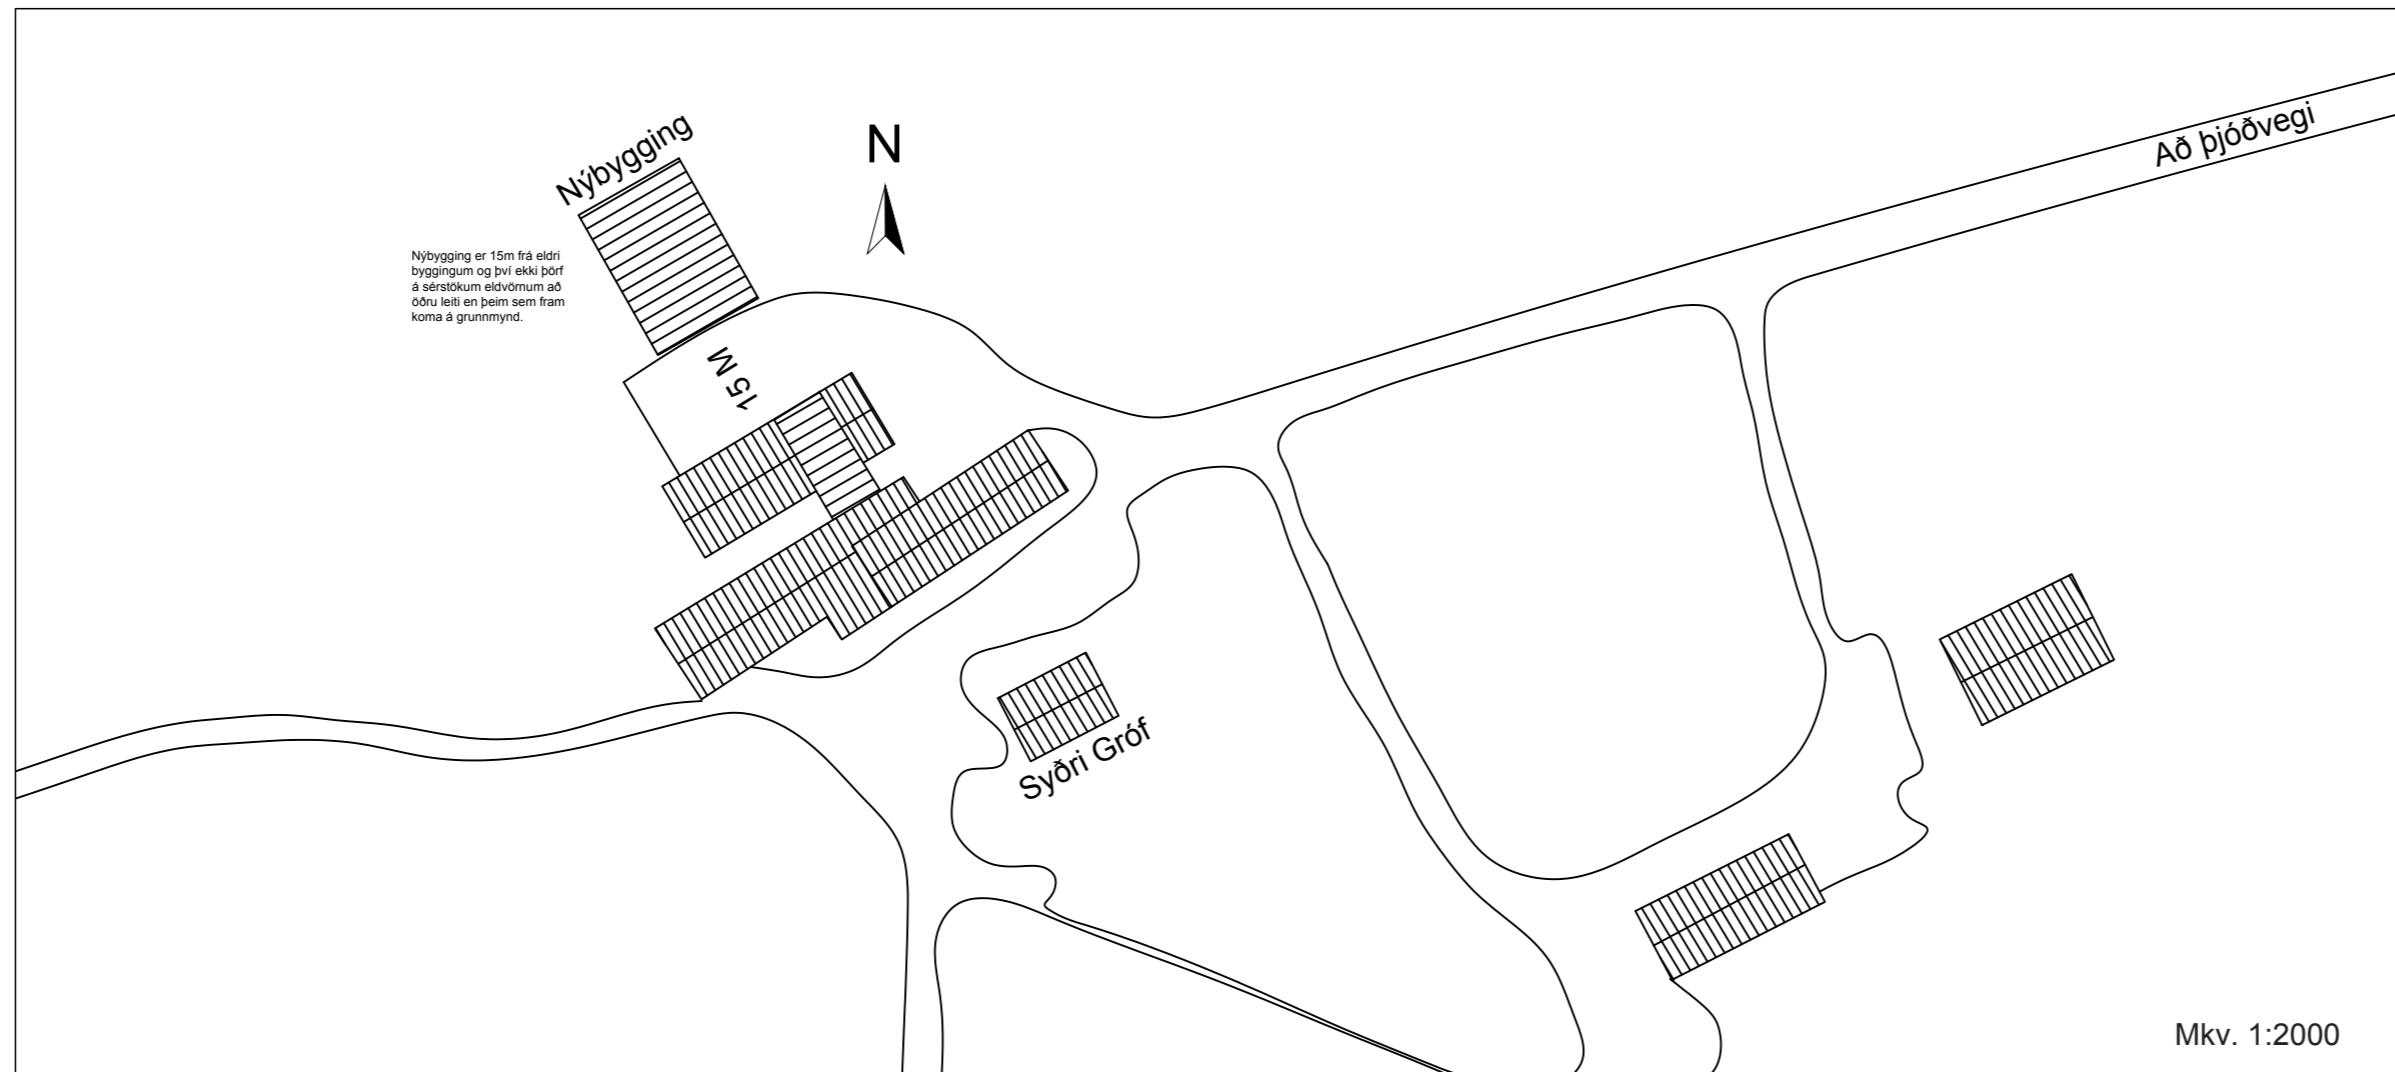 Nýbygging
N
Að þjóðvegi
Nýbygging er 15m frá eldri
byggingum og því ekki þörf
á sérstökum eldvörnum að
öðru leiti en þeim sem fram
koma á grunnmynd.
15 M
Syðri Gróf
Mkv. 1:2000